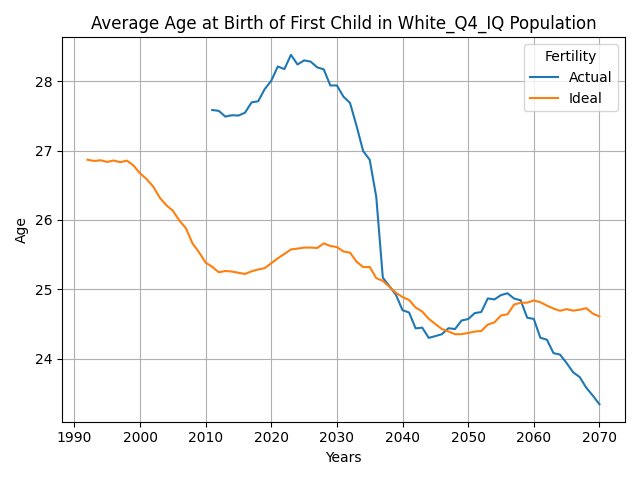 Average Age at Birth of First Child in White_Q4_IQ Population
Fertility
Actual
Ideal
Age
28
27
26
25
24
1990 2000 2010 2020 2030 2040 2050 2060 2070
Years